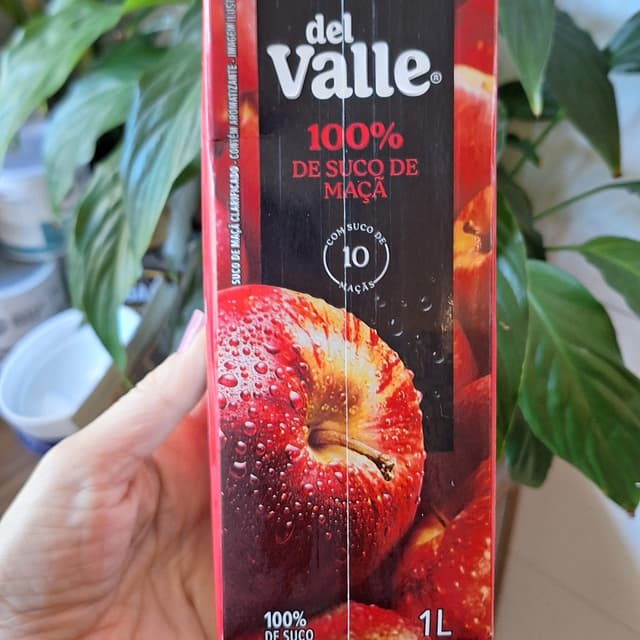 del
Valle®
100%
DE SUCO DE
MAÇÃ
COM SUCO DE
10
MAÇÃS
SUCO DE MAÇÃ CLARIFICADO - CONTÉM AROMATIZANTE - IMAGEM
100%
DE SUCO
1L